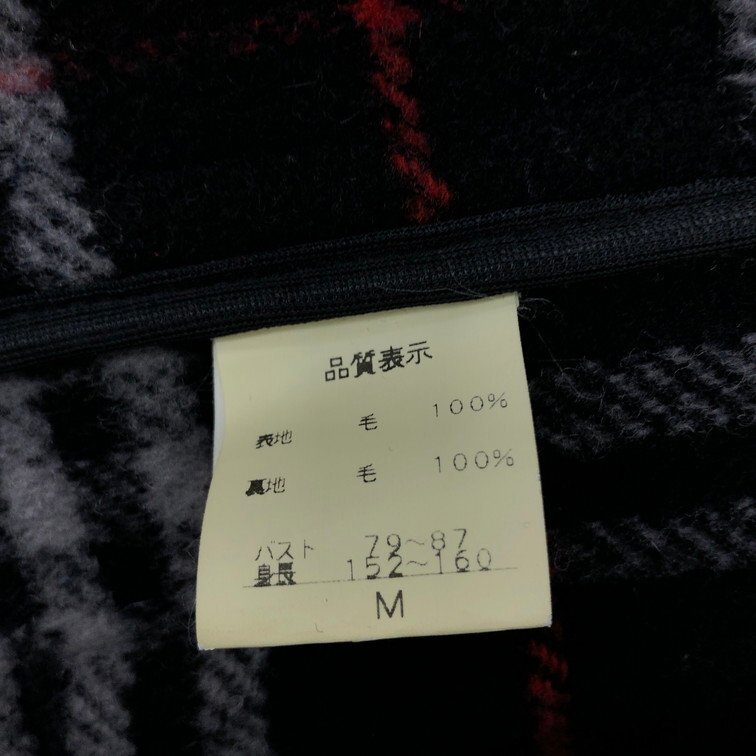 品質表示
表地 毛 100%
裏地 毛 100%
バスト 79~87
身長 152~160
M